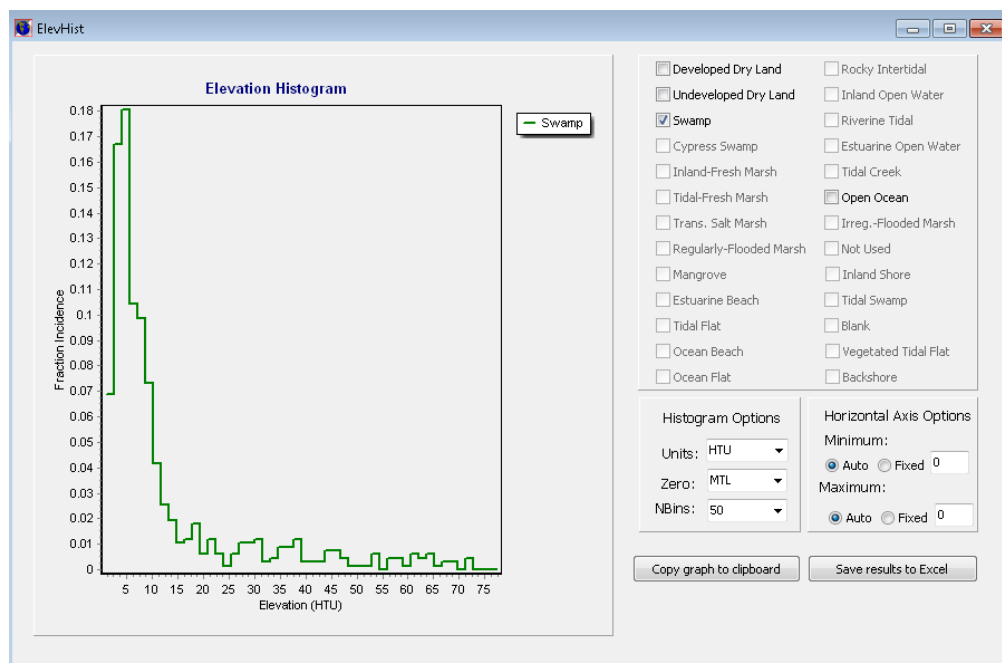 ElevHist
Elevation Histogram
0.18
0.17
0.16
0.15
0.14
0.13
0.12
0.11
0.1
0.09
0.08
0.07
0.06
0.05
0.04
0.03
0.02
0.01
0
Fraction Incidence
5 10 15 20 25 30 35 40 45 50 55 60 65 70 75
Elevation (HTU)
Swamp
Developed Dry Land
Undeveloped Dry Land
Swamp
Cypress Swamp
Inland-Fresh Marsh
Tidal-Fresh Marsh
Trans. Salt Marsh
Regularly-Flooded Marsh
Mangrove
Estuarine Beach
Tidal Flat
Ocean Beach
Ocean Flat
Rocky Intertidal
Inland Open Water
Riverine Tidal
Estuarine Open Water
Tidal Creek
Open Ocean
Irreg.-Flooded Marsh
Not Used
Inland Shore
Tidal Swamp
Blank
Vegetated Tidal Flat
Backshore
Histogram Options
Units: HTU
Zero: MTL
NBins: 50
Horizontal Axis Options
Minimum:
Auto Fixed 0
Maximum:
Auto Fixed 0
Copy graph to clipboard
Save results to Excel